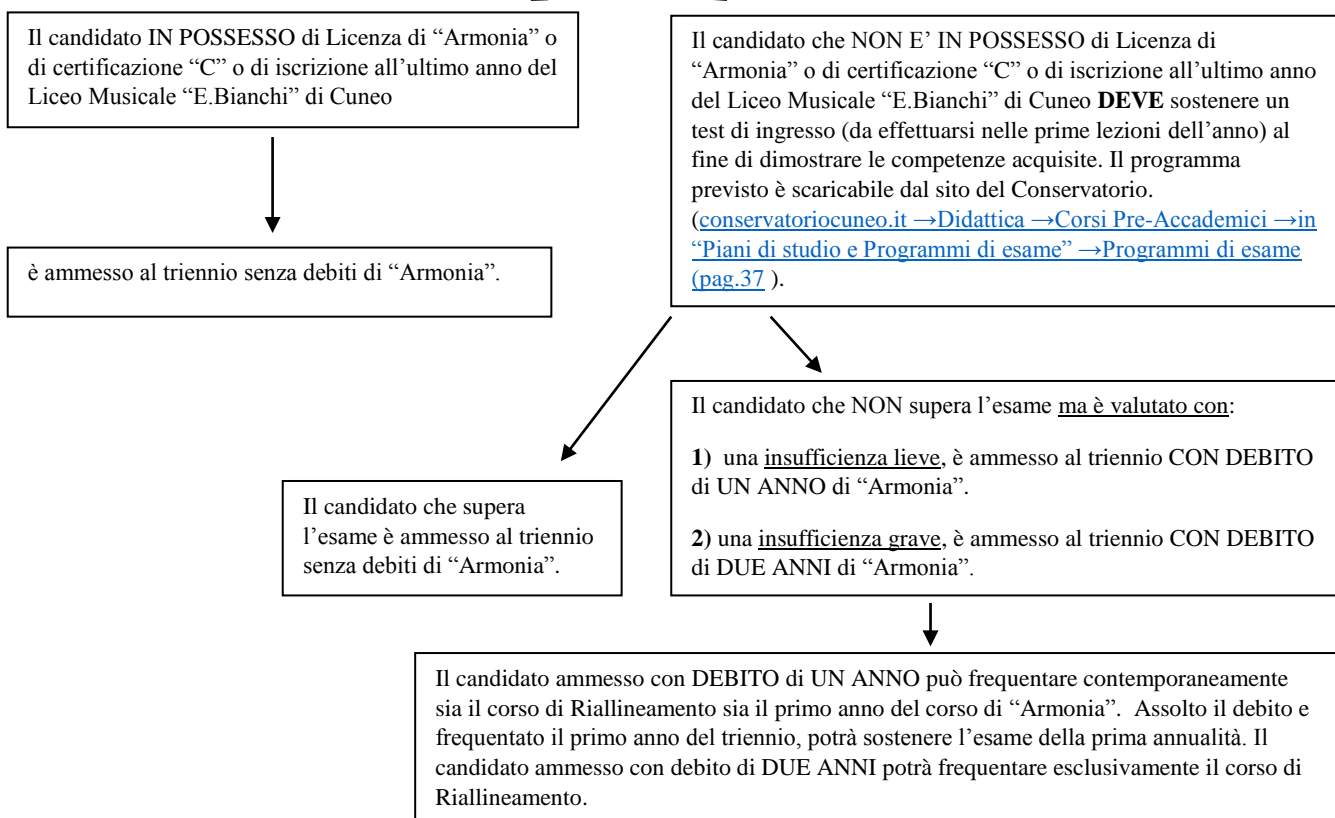 Il candidato IN POSSESSO di Licenza di “Armonia” o
di certificazione “C” o di iscrizione all’ultimo anno del
Liceo Musicale “E.Bianchi” di Cuneo
è ammesso al triennio senza debiti di “Armonia”.
Il candidato che NON E’ IN POSSESSO di Licenza di
“Armonia” o di certificazione “C” o di iscrizione all’ultimo anno
del Liceo Musicale “E.Bianchi” di Cuneo DEVE sostenere un
test di ingresso (da effettuarsi nelle prime lezioni dell’anno) al
fine di dimostrare le competenze acquisite. Il programma
previsto è scaricabile dal sito del Conservatorio.
(conservatoriocuneo.it →Didattica →Corsi Pre-Accademici →in
“Piani di studio e Programmi di esame” →Programmi di esame
(pag.37 ).
Il candidato che supera
l’esame è ammesso al triennio
senza debiti di “Armonia”.
Il candidato che NON supera l’esame ma è valutato con:
1) una insufficienza lieve, è ammesso al triennio CON DEBITO
di UN ANNO di “Armonia”.
2) una insufficienza grave, è ammesso al triennio CON DEBITO
di DUE ANNI di “Armonia”.
Il candidato ammesso con DEBITO di UN ANNO può frequentare contemporaneamente
sia il corso di Riallineamento sia il primo anno del corso di “Armonia”. Assolto il debito e
frequentato il primo anno del triennio, potrà sostenere l’esame della prima annualità. Il
candidato ammesso con debito di DUE ANNI potrà frequentare esclusivamente il corso di
Riallineamento.